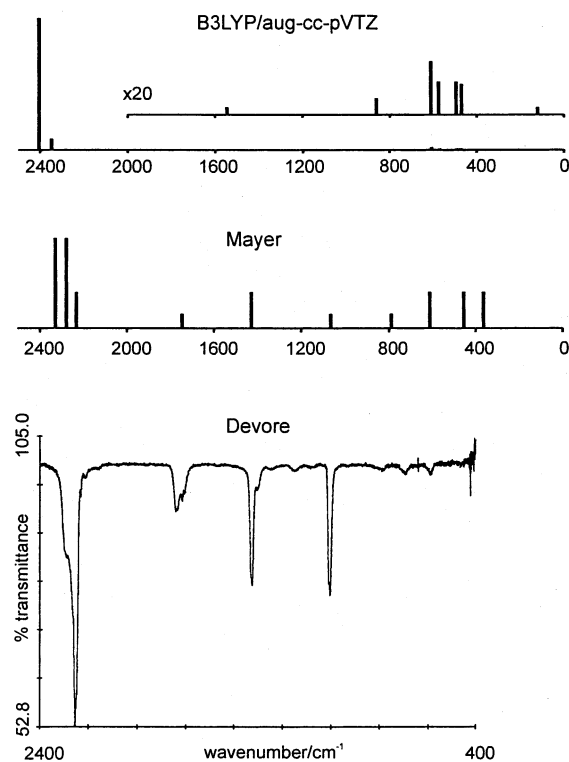 B3LYP/aug-cc-pVTZ
x20
2400 2000 1600 1200 800 400 0
Mayer
2400 2000 1600 1200 800 400 0
Devore
105.0
% transmittance
52.8
2400 wavenumber/cm⁻¹ 400